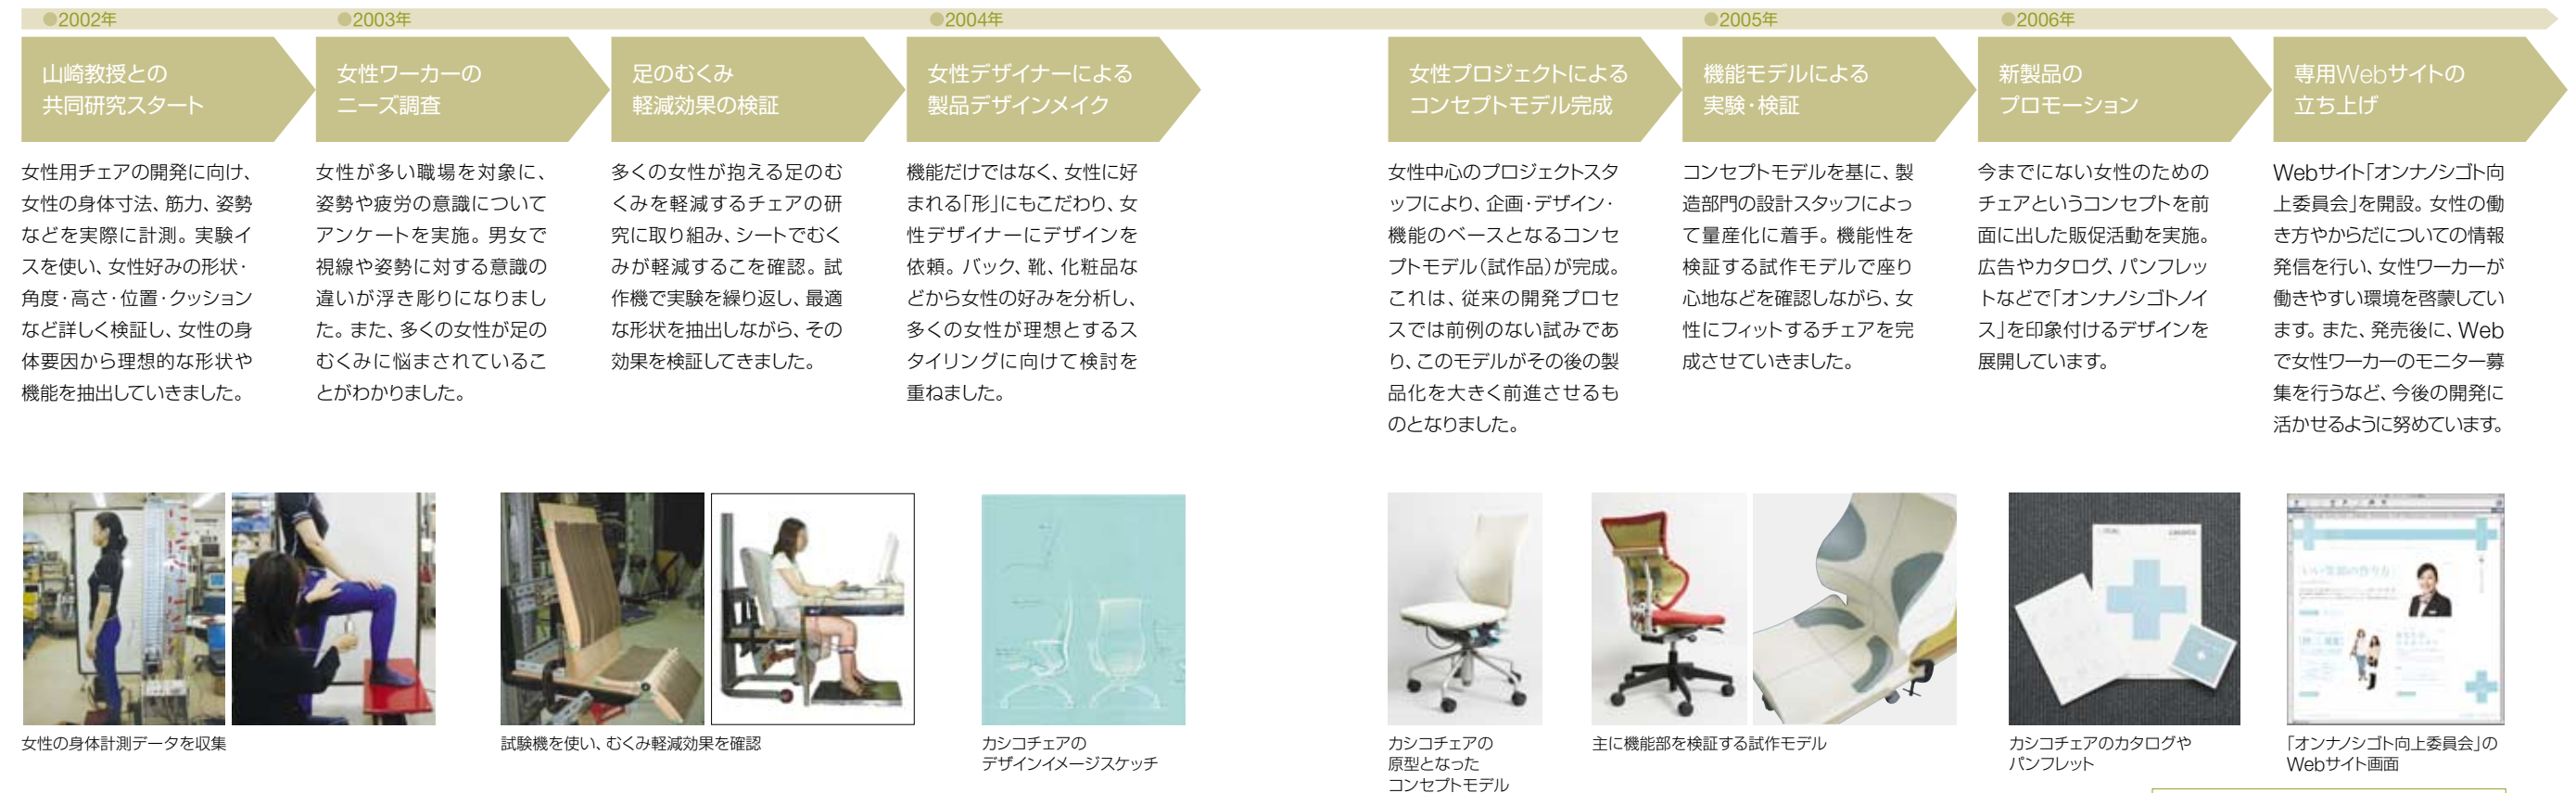 ●2002年
●2003年
●2004年
●2005年
●2006年
山崎教授との
共同研究スタート
女性用チェアの開発に向け、
女性の身体寸法、筋力、姿勢
などを実際に計測。実験イ
スを使い、女性好みの形状・
角度・高さ・位置・クッション
など詳しく検証し、女性の身
体要因から理想的な形状や
機能を抽出していきました。
女性ワーカーの
ニーズ調査
女性が多い職場を対象に、
姿勢や疲労の意識について
アンケートを実施。男女で
視線や姿勢に対する意識の
違いが浮き彫りになりまし
た。また、多くの女性が足の
むくみに悩まされているこ
とがわかりました。
足のむくみ
軽減効果の検証
多くの女性が抱える足のむ
くみを軽減するチェアの研
究に取り組み、シートでむく
みが軽減するこを確認。試
作機で実験を繰り返し、最適
な形状を抽出しながら、その
効果を検証してきました。
女性デザイナーによる
製品デザインメイク
機能だけではなく、女性に好
まれる「形」にもこだわり、女
性デザイナーにデザインを
依頼。バック、靴、化粧品な
どから女性の好みを分析し、
多くの女性が理想とするス
タイリングに向けて検討を
重ねました。
女性プロジェクトによる
コンセプトモデル完成
女性中心のプロジェクトスタ
ッフにより、企画・デザイン・
機能のベースとなるコンセ
プトモデル(試作品)が完成。
これは、従来の開発プロセ
スでは前例のない試みであ
り、このモデルがその後の製
品化を大きく前進させるも
のとなりました。
機能モデルによる
実験・検証
コンセプトモデルを基に、製
造部門の設計スタッフによっ
て量産化に着手。機能性を
検証する試作モデルで座り
心地などを確認しながら、女
性にフィットするチェアを完
成させていきました。
新製品の
プロモーション
今までにない女性のための
チェアというコンセプトを前
面に出した販促活動を実施。
広告やカタログ、パンフレッ
トなどで「オンナノシゴトノイ
ス」を印象付けるデザインを
展開しています。
専用Webサイトの
立ち上げ
Webサイト「オンナノシゴト向
上委員会」を開設。女性の働
き方やからだについての情報
発信を行い、女性ワーカーが
働きやすい環境を啓蒙してい
ます。また、発売後に、Web
で女性ワーカーのモニター募
集を行うなど、今後の開発に
活かせるように努めています。
女性の身体計測データを収集
試験機を使い、むくみ軽減効果を確認
カシコチェアの
デザインイメージスケッチ
カシコチェアの
原型となった
コンセプトモデル
主に機能部を検証する試作モデル
カシコチェアのカタログや
パンフレット
いい笑顔の作り方
「オンナノシゴト向上委員会」の
Webサイト画面